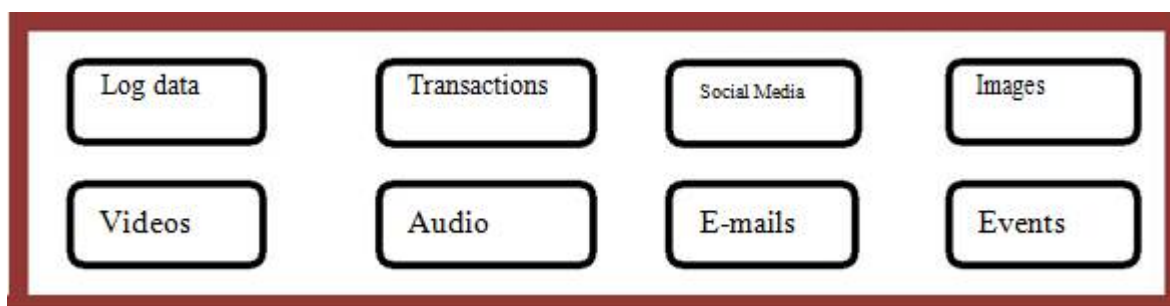 Log data
Transactions
Social Media
Images
Videos
Audio
E-mails
Events